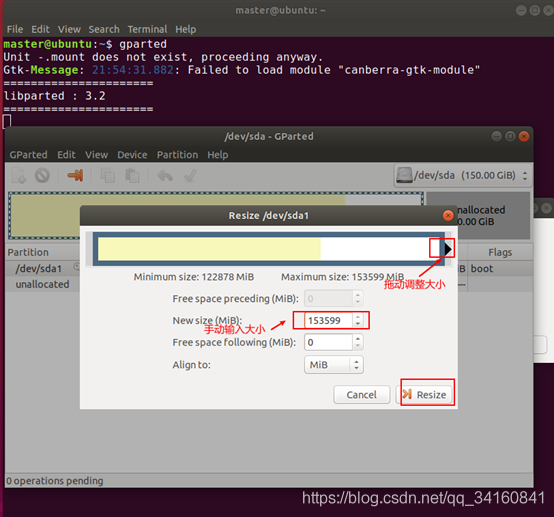 master@ubuntu: ~
File Edit View Search Terminal Help
master@ubuntu:~$ gparted
Unit -.mount does not exist, proceeding anyway.
Gtk-Message: 21:54:31.882: Failed to load module "canberra-gtk-module"
======================
libparted : 3.2
======================
/dev/sda - GParted
GParted Edit View Device Partition Help
/dev/sda (150.00 GiB)
Resize /dev/sda1
Partition
Flags
/dev/sda1
boot
unallocated
Minimum size: 122878 MiB Maximum size: 153599 MiB
拖动调整大小
Free space preceding (MiB): 0
New size (MiB): 153599
手动输入大小
Free space following (MiB): 0
Align to: MiB
Cancel Resize
0 operations pending
https://blog.csdn.net/qq_34160841